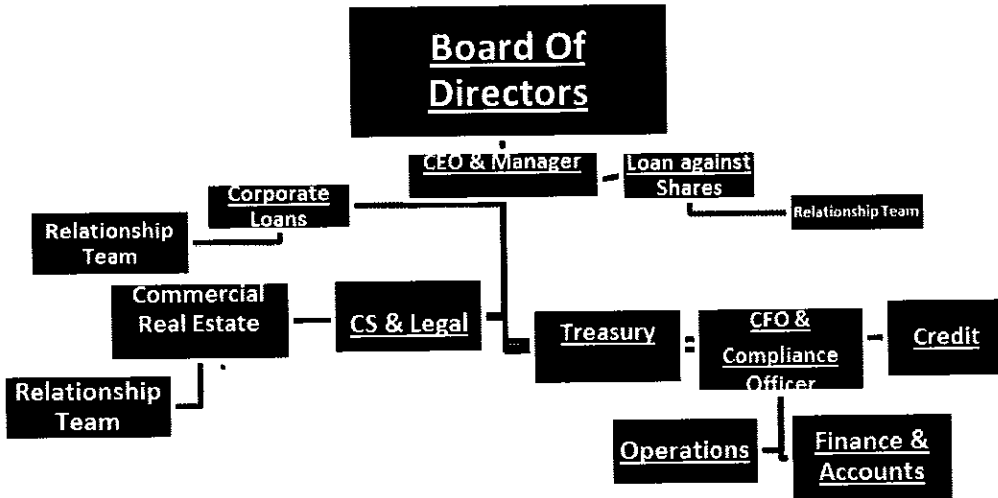 Board Of
Directors
CEO & Manager
Loan against
Shares
Corporate
Loans
Relationship Team
Relationship
Team
Commercial
Real Estate
CS & Legal
Treasury
CFO &
Compliance
Officer
Credit
Relationship
Team
Operations
Finance &
Accounts